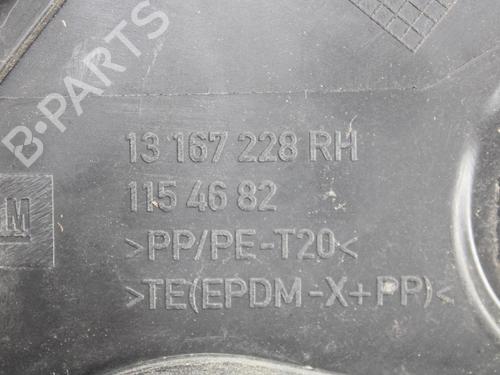 B-PARTS
13 167 228 RH
115 46 82
>PP/PE-T20<
>TE(EPDM-X+PP)<
M